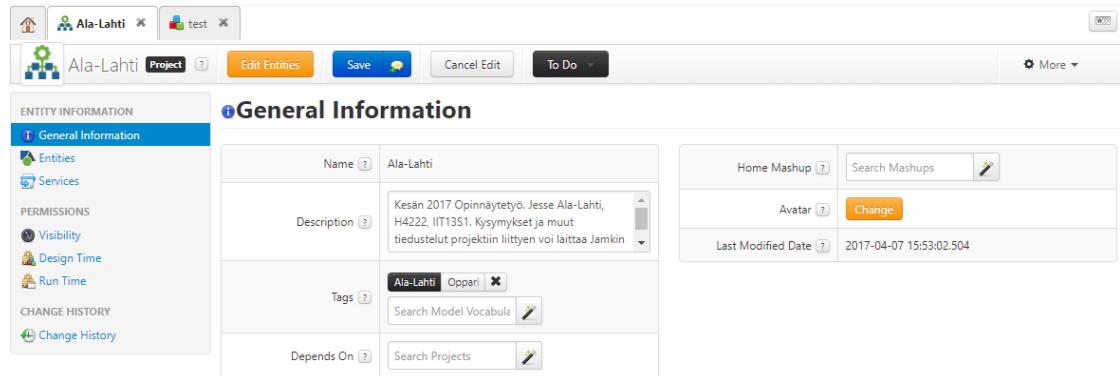 Ala-Lahti ✖ test ✖
Ala-Lahti Project ? Edit Entities Save Cancel Edit To Do More
ENTITY INFORMATION
General Information
Entities
Services
PERMISSIONS
Visibility
Design Time
Run Time
CHANGE HISTORY
Change History
General Information
Name ? Ala-Lahti
Description ? Kesän 2017 Opinnäytetyö. Jesse Ala-Lahti,
H4222, IIT13S1. Kysymykset ja muut
tiedustelut projektiin liittyen voi laittaa Jamkin
Tags ? Ala-Lahti Oppari ✖
Search Model Vocabula
Depends On ? Search Projects
Home Mashup ? Search Mashups
Avatar ? Change
Last Modified Date ? 2017-04-07 15:53:02.504